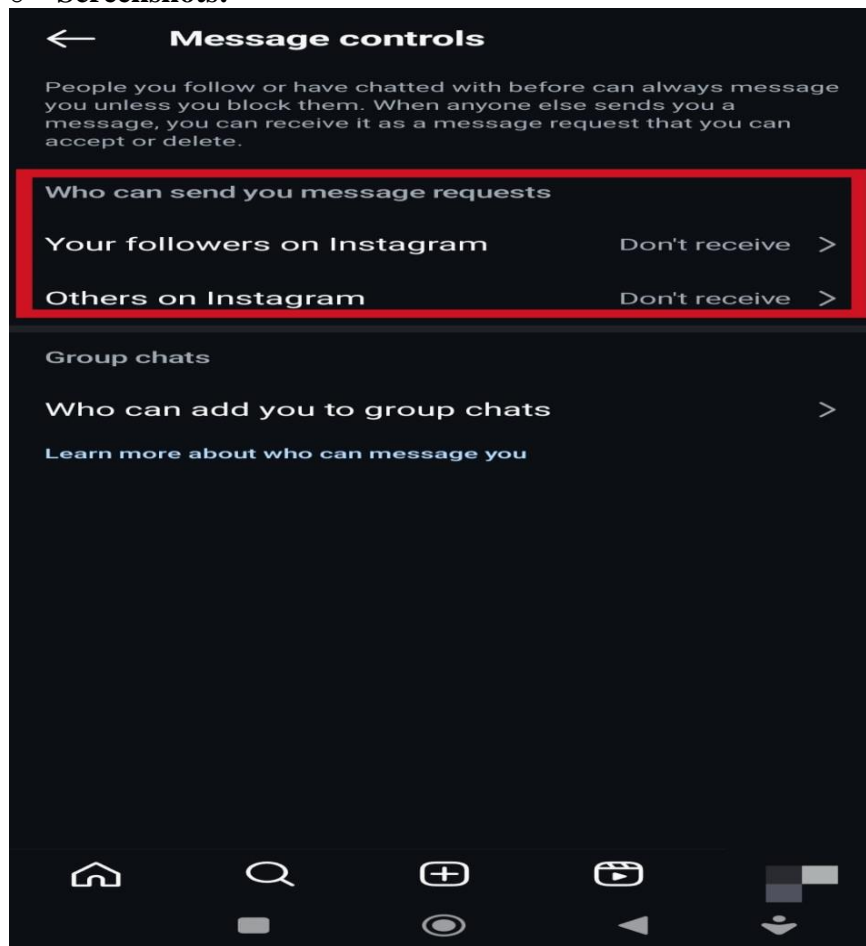 Screenshots:
Message controls
People you follow or have chatted with before can always message
you unless you block them. When anyone else sends you a
message, you can receive it as a message request that you can
accept or delete.
Who can send you message requests
Your followers on Instagram Don't receive >
Others on Instagram Don't receive >
Group chats
Who can add you to group chats >
Learn more about who can message you